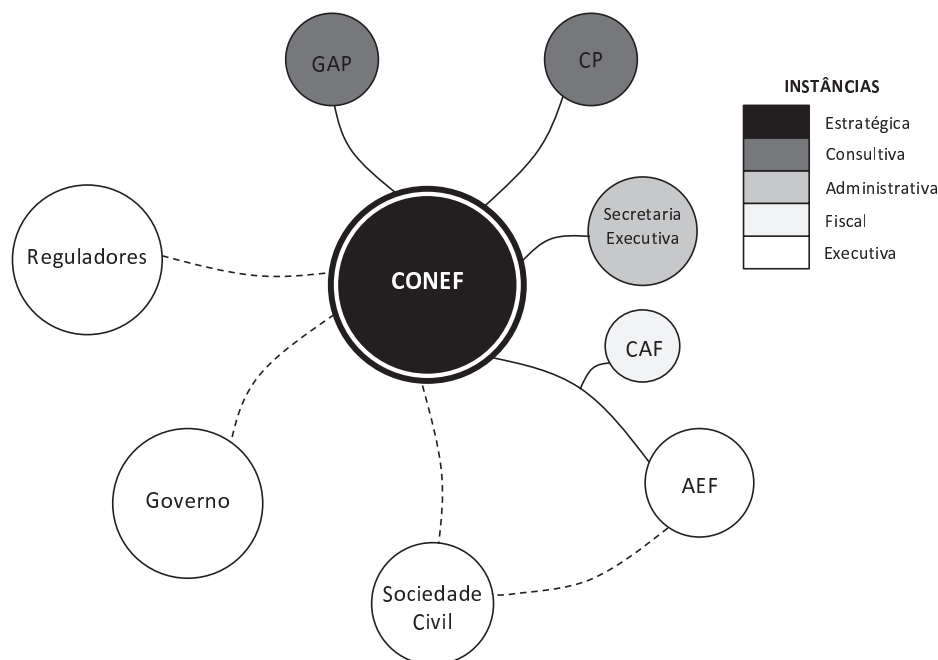 GAP
CP
INSTÂNCIAS
Estratégica
Consultiva
Administrativa
Fiscal
Executiva
Secretaria
Executiva
Reguladores
CONEF
CAF
AEF
Governo
Sociedade
Civil